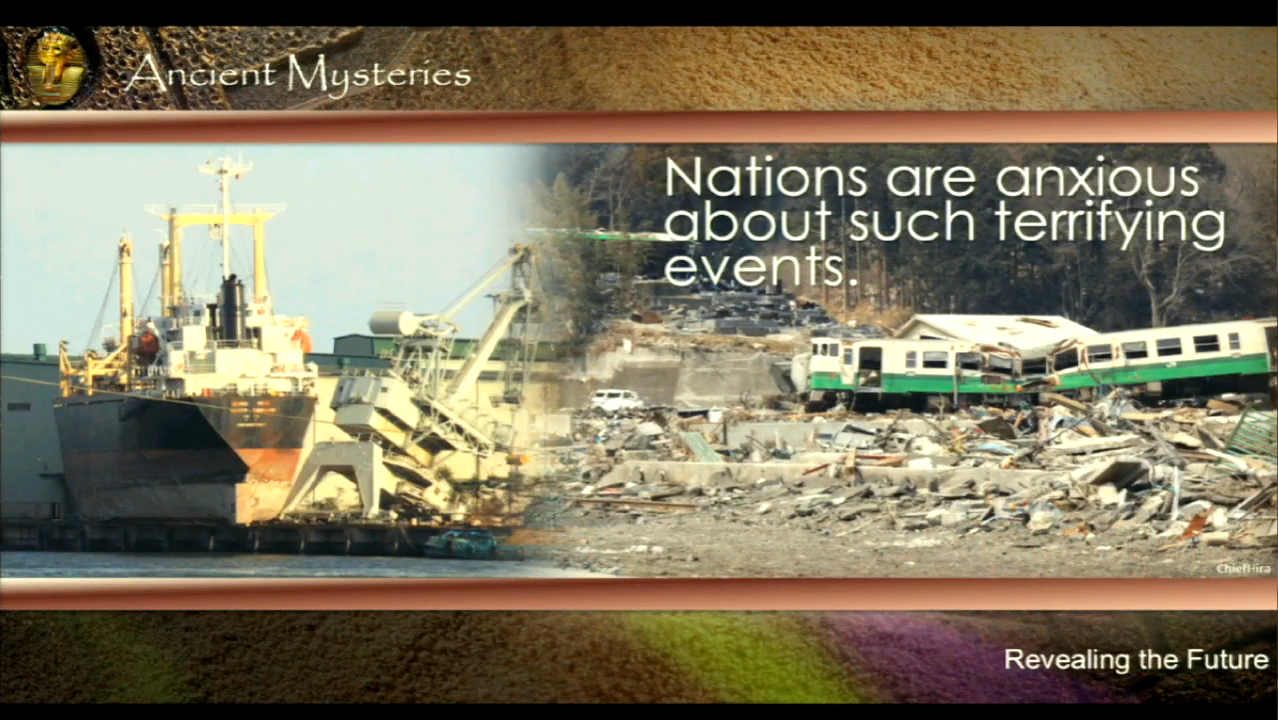 Ancient Mysteries
Nations are anxious
about such terrifying
events.
ChiefHira
Revealing the Future